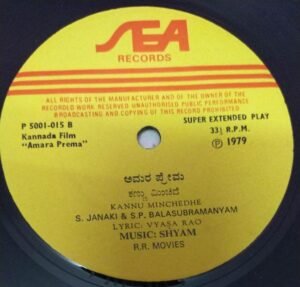 SEA
RECORDS
ALL RIGHTS OF THE MANUFACTURER AND OF THE OWNER OF THE
RECORDED WORK RESERVED UNAUTHORISED PUBLIC PERFORMANCE
BROADCASTING AND COPYING OF THIS RECORD PROHIBITED
P 5001-015 B
Kannada Film
"Amara Prema"
SUPER EXTENDED PLAY
33⅓ R.P.M.
Ⓟ 1979
ಅಮರ ಪ್ರೇಮ
ಕಣ್ಣು ಮಿಂಚಿದೆ
KANNU MINCHEDHE
S. JANAKI & S.P. BALASUBRAMANYAM
LYRIC: VYASA RAO
MUSIC: SHYAM
R.R. MOVIES